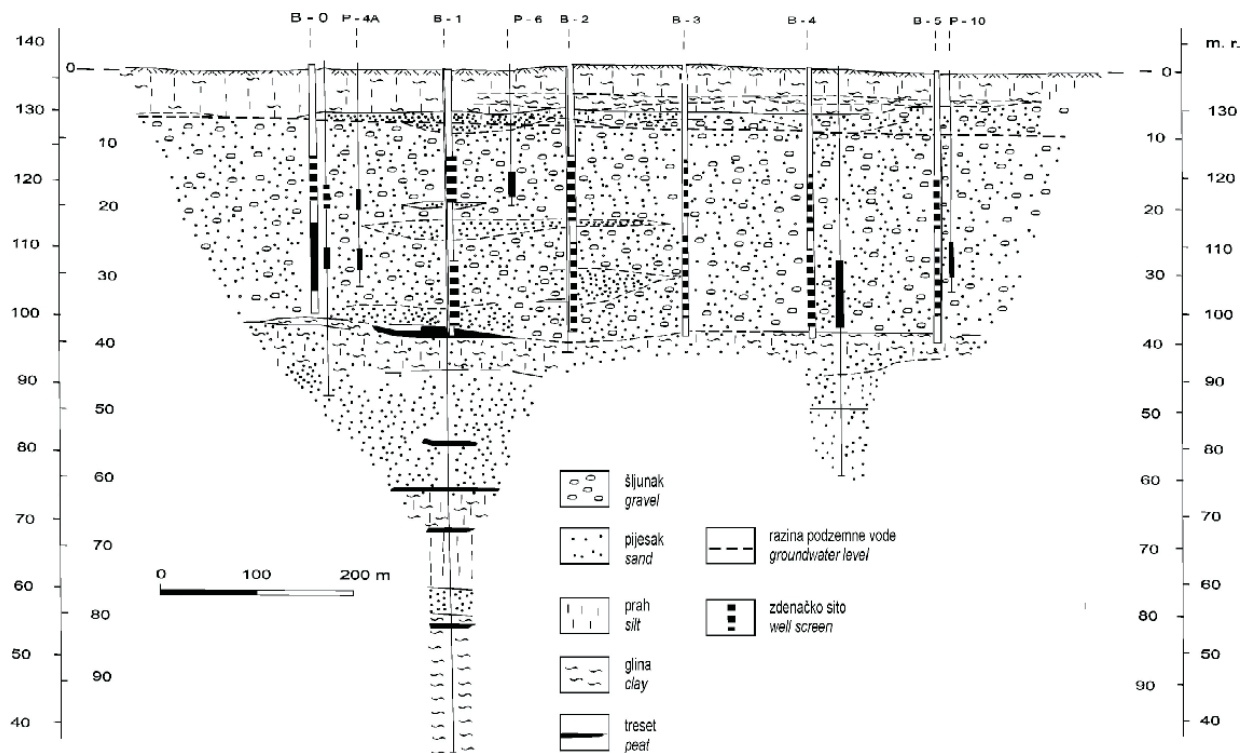 B - 0 P - 4A B - 1 P - 6 B - 2 B - 3 B - 4 B - 5 P - 10
140 m. r.
0 0
130 130
10 10
120 120
20 20
110 110
30 30
100 100
40 40
90 90
50 50
80 80
60 60
70 70
70 70
60 60
80 80
50 50
90 90
40 40
0 100 200 m
šljunak
gravel
pijesak
sand
prah
silt
glina
clay
treset
peat
razina podzemne vode
groundwater level
zdenačko sito
well screen